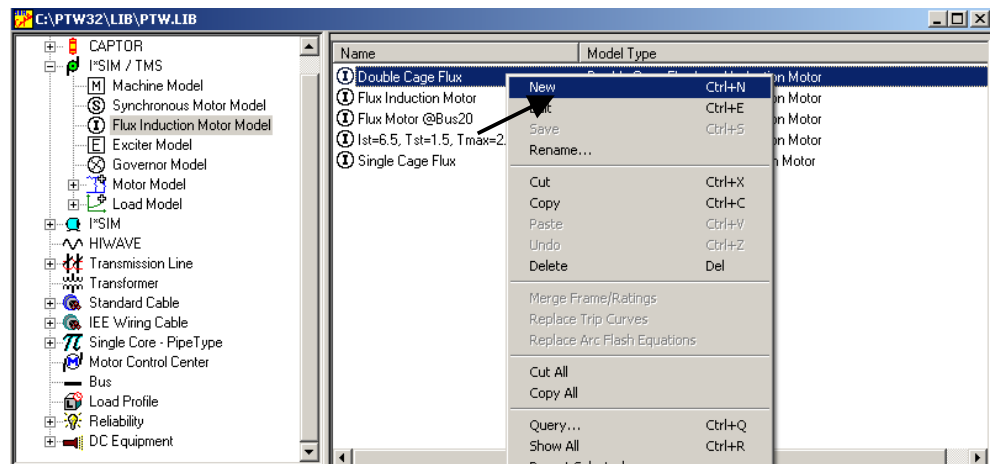 C:\PTW32\LIB\PTW.LIB
CAPTOR
I*SIM / TMS
Machine Model
Synchronous Motor Model
Flux Induction Motor Model
Exciter Model
Governor Model
Motor Model
Load Model
I*SIM
HIWAVE
Transmission Line
Transformer
Standard Cable
IEE Wiring Cable
Single Core - PipeType
Motor Control Center
Bus
Load Profile
Reliability
DC Equipment
Name Model Type
Double Cage Flux
Flux Induction Motor
Flux Motor @Bus20
Ist=6.5, Tst=1.5, Tmax=2.
Single Cage Flux
New Ctrl+N
Ctrl+E
Save Ctrl+S
Rename...
Cut Ctrl+X
Copy Ctrl+C
Paste Ctrl+V
Undo Ctrl+Z
Delete Del
Merge Frame/Ratings
Replace Trip Curves
Replace Arc Flash Equations
Cut All
Copy All
Query... Ctrl+Q
Show All Ctrl+R
on Motor
on Motor
on Motor
on Motor
n Motor